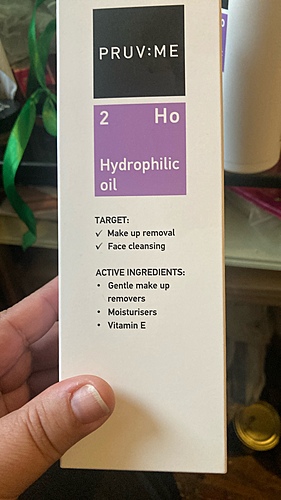 PRUV:ME
2 Ho
Hydrophilic
oil
TARGET:
✓ Make up removal
✓ Face cleansing
ACTIVE INGREDIENTS:
• Gentle make up
removers
• Moisturisers
• Vitamin E